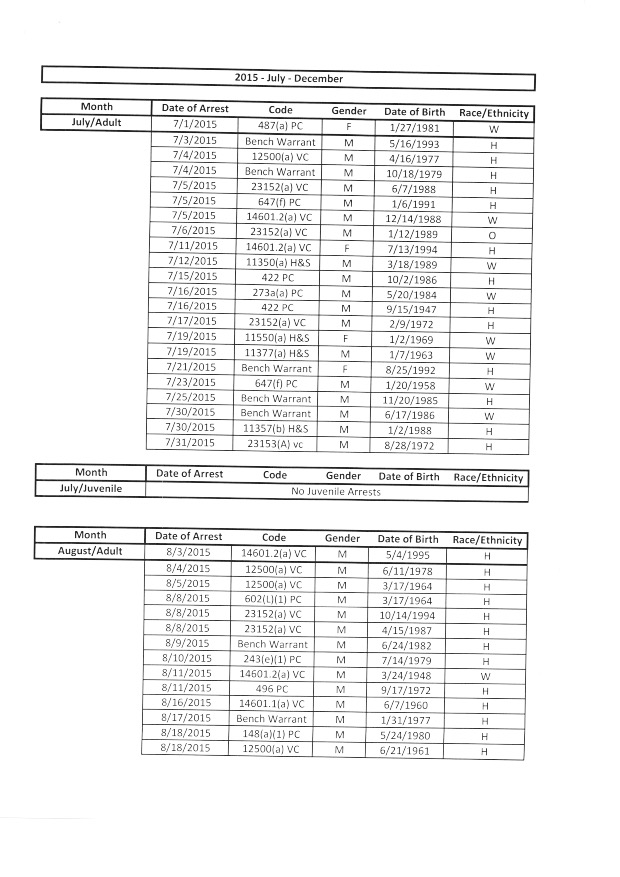 2015 - July - December
Month Date of Arrest Code Gender Date of Birth Race/Ethnicity
July/Adult 7/1/2015 487(a) PC F 1/27/1981 W
7/3/2015 Bench Warrant M 5/16/1993 H
7/4/2015 12500(a) VC M 4/16/1977 H
7/4/2015 Bench Warrant M 10/18/1979 H
7/5/2015 23152(a) VC M 6/7/1988 H
7/5/2015 647(f) PC M 1/6/1991 H
7/5/2015 14601.2(a) VC M 12/14/1988 W
7/6/2015 23152(a) VC M 1/12/1989 O
7/11/2015 14601.2(a) VC F 7/13/1994 H
7/12/2015 11350(a) H&S M 3/18/1989 W
7/15/2015 422 PC M 10/2/1986 H
7/16/2015 273a(a) PC M 5/20/1984 W
7/16/2015 422 PC M 9/15/1947 H
7/17/2015 23152(a) VC M 2/9/1972 H
7/19/2015 11550(a) H&S F 1/2/1969 W
7/19/2015 11377(a) H&S M 1/7/1963 W
7/21/2015 Bench Warrant F 8/25/1992 H
7/23/2015 647(f) PC M 1/20/1958 W
7/25/2015 Bench Warrant M 11/20/1985 H
7/30/2015 Bench Warrant M 6/17/1986 W
7/30/2015 11357(b) H&S M 1/2/1988 H
7/31/2015 23153(A) vc M 8/28/1972 H
Month Date of Arrest Code Gender Date of Birth Race/Ethnicity
July/Juvenile No Juvenile Arrests
Month Date of Arrest Code Gender Date of Birth Race/Ethnicity
August/Adult 8/3/2015 14601.2(a) VC M 5/4/1995 H
8/4/2015 12500(a) VC M 6/11/1978 H
8/5/2015 12500(a) VC M 3/17/1964 H
8/8/2015 602(L)(1) PC M 3/17/1964 H
8/8/2015 23152(a) VC M 10/14/1994 H
8/8/2015 23152(a) VC M 4/15/1987 H
8/9/2015 Bench Warrant M 6/24/1982 H
8/10/2015 243(e)(1) PC M 7/14/1979 H
8/11/2015 14601.2(a) VC M 3/24/1948 W
8/11/2015 496 PC M 9/17/1972 H
8/16/2015 14601.1(a) VC M 6/7/1960 H
8/17/2015 Bench Warrant M 1/31/1977 H
8/18/2015 148(a)(1) PC M 5/24/1980 H
8/18/2015 12500(a) VC M 6/21/1961 H